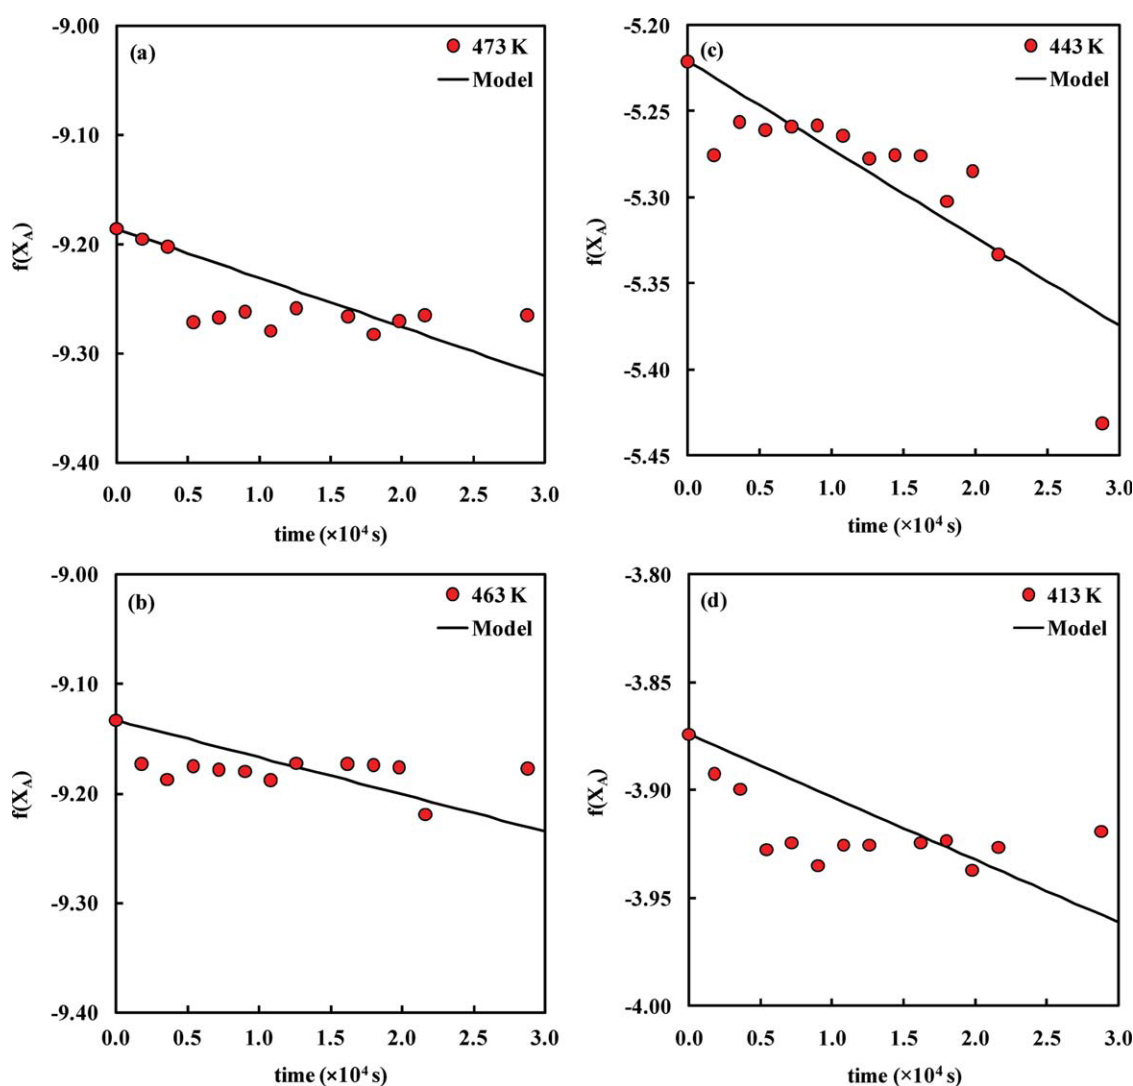 (a)
473 K
Model
-9.00
-9.10
-9.20
-9.30
-9.40
f(X_A)
0.0 0.5 1.0 1.5 2.0 2.5 3.0
time (×10⁴ s)
(c)
443 K
Model
-5.20
-5.25
-5.30
-5.35
-5.40
-5.45
f(X_A)
0.0 0.5 1.0 1.5 2.0 2.5 3.0
time (×10⁴ s)
(b)
463 K
Model
-9.00
-9.10
-9.20
-9.30
-9.40
f(X_A)
0.0 0.5 1.0 1.5 2.0 2.5 3.0
time (×10⁴ s)
(d)
413 K
Model
-3.80
-3.85
-3.90
-3.95
-4.00
f(X_A)
0.0 0.5 1.0 1.5 2.0 2.5 3.0
time (×10⁴ s)